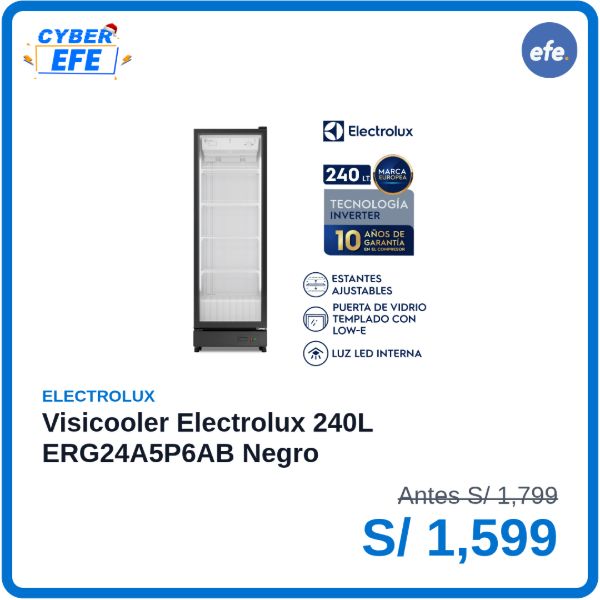 CYBER
EFE
efe.
Electrolux
240 LT.
MARCA
EUROPEA
TECNOLOGÍA
INVERTER
10 AÑOS DE
GARANTÍA
EN EL COMPRESOR
ESTANTES
AJUSTABLES
PUERTA DE VIDRIO
TEMPLADO CON
LOW-E
LUZ LED INTERNA
ELECTROLUX
Visicooler Electrolux 240L
ERG24A5P6AB Negro
Antes S/ 1,799
S/ 1,599